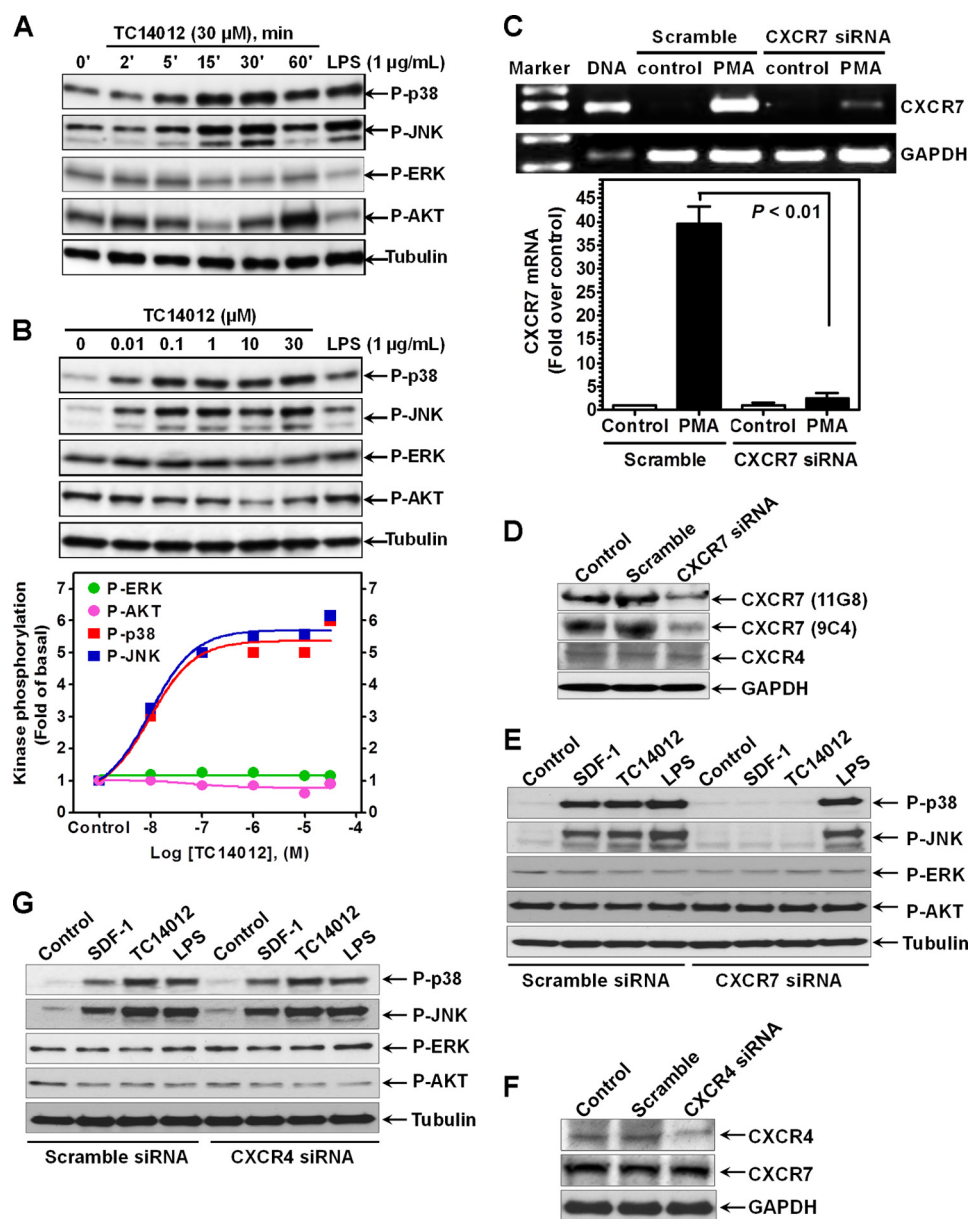 A
TC14012 (30 µM), min
0' 2' 5' 15' 30' 60' LPS (1 µg/mL)
P-p38
P-JNK
P-ERK
P-AKT
Tubulin
B
TC14012 (µM)
0 0.01 0.1 1 10 30 LPS (1 µg/mL)
P-p38
P-JNK
P-ERK
P-AKT
Tubulin
Kinase phosphorylation
(Fold of basal)
7 6 5 4 3 2 1 0
P-ERK
P-AKT
P-p38
P-JNK
7 6 5 4 3 2 1 0
Control -8 -7 -6 -5 -4
Log [TC14012], (M)
C
Scramble CXCR7 siRNA
Marker DNA control PMA control PMA
CXCR7
GAPDH
CXCR7 mRNA
(Fold over control)
45 40 35 30 25 20 15 10 5 0
P < 0.01
Control PMA Control PMA
Scramble CXCR7 siRNA
D
Control Scramble CXCR7 siRNA
CXCR7 (11G8)
CXCR7 (9C4)
CXCR4
GAPDH
E
Control SDF-1 TC14012 LPS Control SDF-1 TC14012 LPS
P-p38
P-JNK
P-ERK
P-AKT
Tubulin
Scramble siRNA CXCR7 siRNA
G
Control SDF-1 TC14012 LPS Control SDF-1 TC14012 LPS
P-p38
P-JNK
P-ERK
P-AKT
Tubulin
Scramble siRNA CXCR4 siRNA
F
Control Scramble CXCR4 siRNA
CXCR4
CXCR7
GAPDH